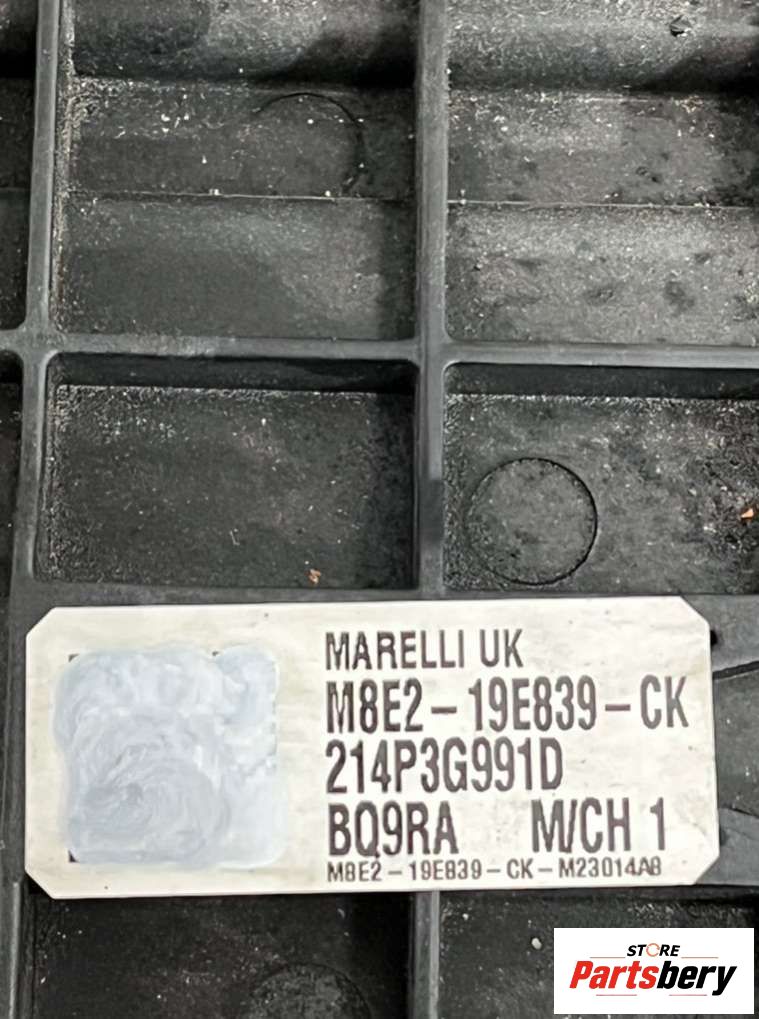 MARELLI UK
M8E2-19E839-CK
214P3G991D
BQ9RA M/CH 1
M8E2-19E839-CK-M23014A8
STORE
Partsbery